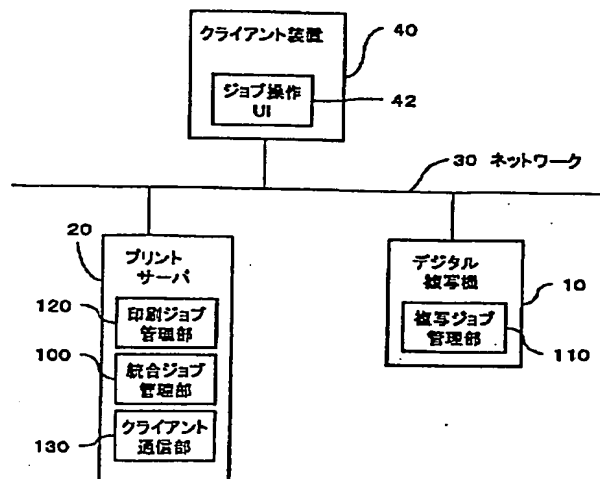 クライアント装置
40
ジョブ操作
UI
42
30 ネットワーク
20
プリント
サーバ
デジタル
複写機
10
120
印刷ジョブ
管理部
複写ジョブ
管理部
110
100
統合ジョブ
管理部
クライアント
通信部
130